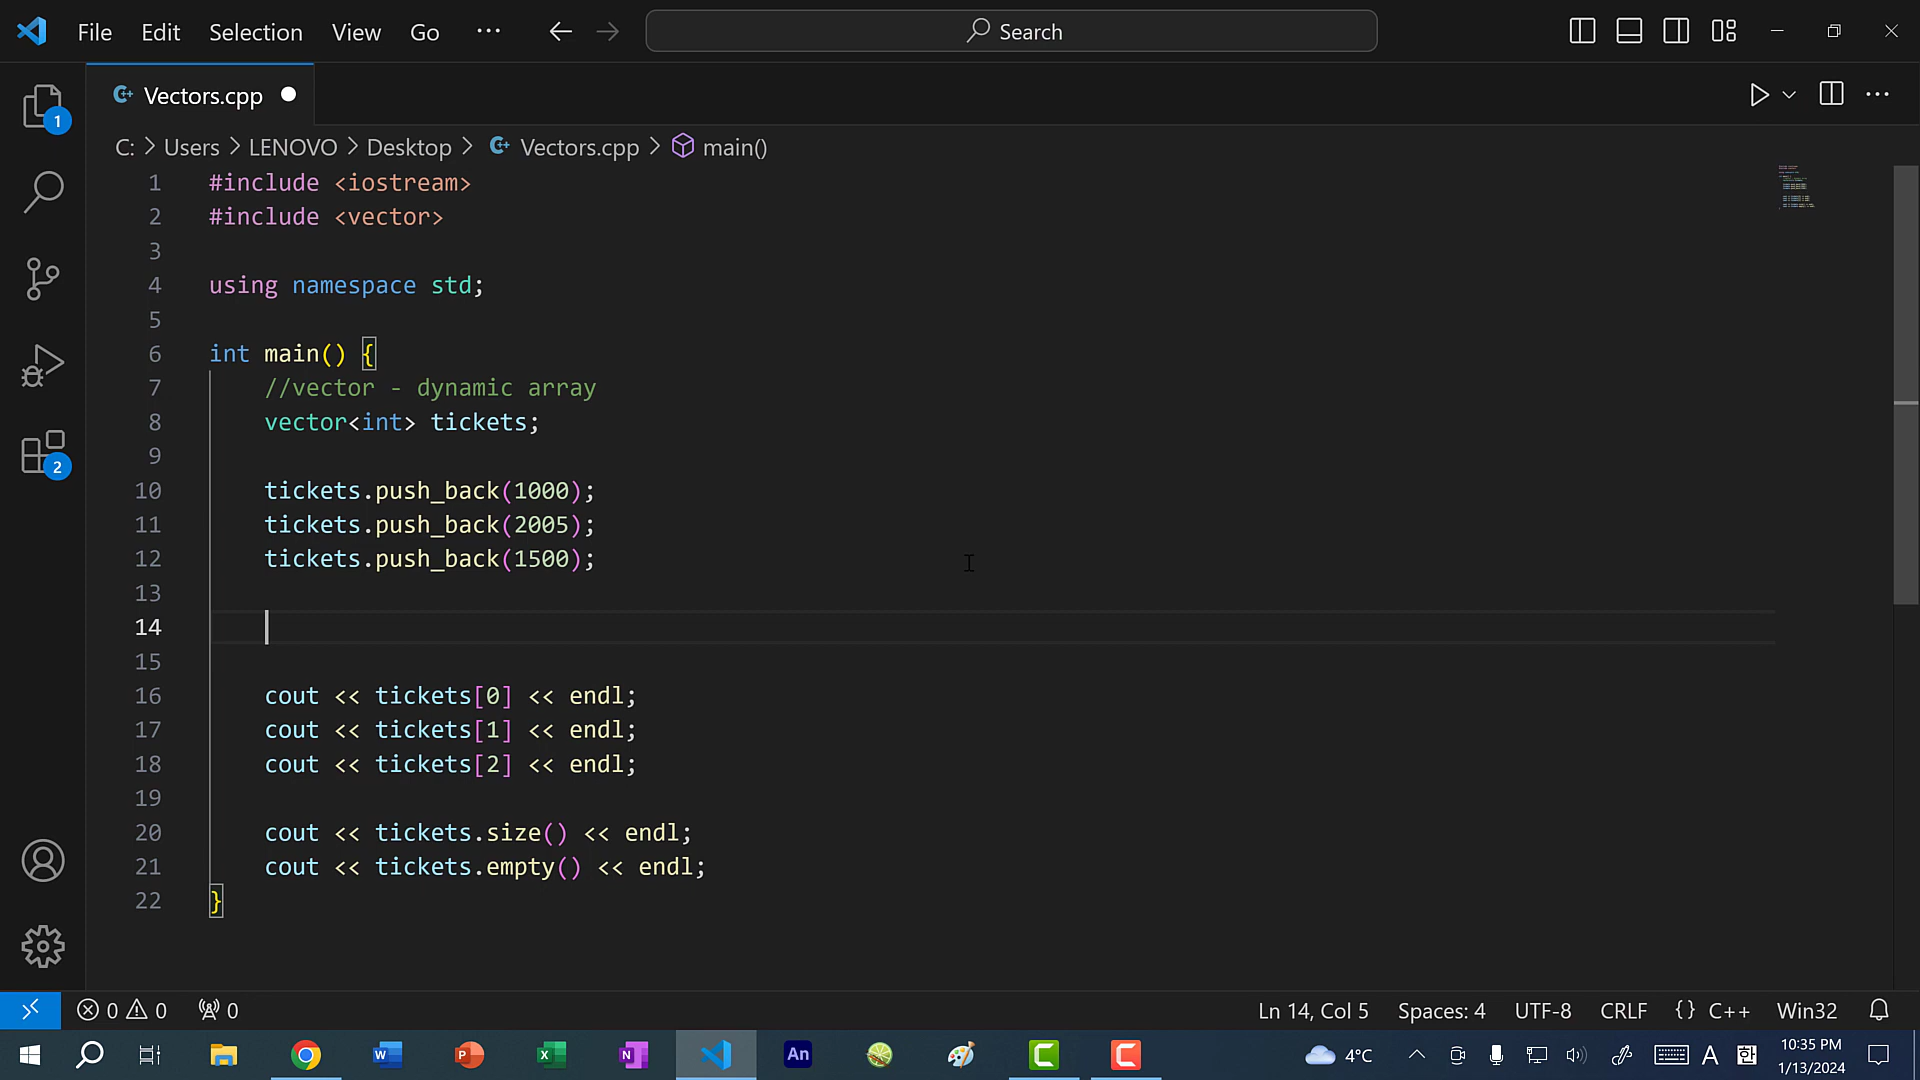 File Edit Selection View Go ··· Search
Vectors.cpp
C: > Users > LENOVO > Desktop > Vectors.cpp > main()
1 #include <iostream>
2 #include <vector>
3
4 using namespace std;
5
6 int main() {
7 //vector - dynamic array
8 vector<int> tickets;
9
10 tickets.push_back(1000);
11 tickets.push_back(2005);
12 tickets.push_back(1500);
13
14
15
16 cout << tickets[0] << endl;
17 cout << tickets[1] << endl;
18 cout << tickets[2] << endl;
19
20 cout << tickets.size() << endl;
21 cout << tickets.empty() << endl;
22 }
1
2
0 0 0 Ln 14, Col 5 Spaces: 4 UTF-8 CRLF {} C++ Win32
W P X N An C C 4°C A 한 10:35 PM
1/13/2024